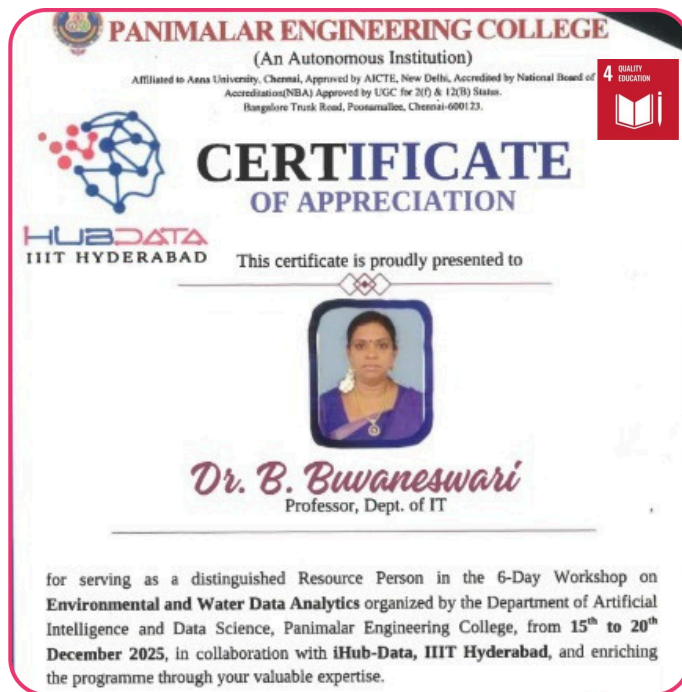 PANIMALAR ENGINEERING COLLEGE
(An Autonomous Institution)
Affiliated to Anna University, Chennai, Approved by AICTE, New Delhi, Accredited by National Board of
Accreditation(NBA) Approved by UGC for 2(f) & 12(B) Status.
Bangalore Trunk Road, Poonamallee, Chennai-600123.
4 QUALITY
EDUCATION
CERTIFICATE
OF APPRECIATION
HUBDATA
IIIT HYDERABAD
This certificate is proudly presented to
Dr. B. Buvaneswari
Professor, Dept. of IT
for serving as a distinguished Resource Person in the 6-Day Workshop on
Environmental and Water Data Analytics organized by the Department of Artificial
Intelligence and Data Science, Panimalar Engineering College, from 15th to 20th
December 2025, in collaboration with iHub-Data, IIIT Hyderabad, and enriching
the programme through your valuable expertise.